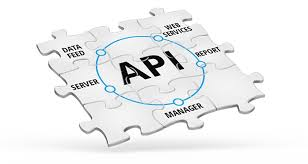 WEB
SERVICES
DATA
FEED
API
REPORT
SERVER
MANAGER